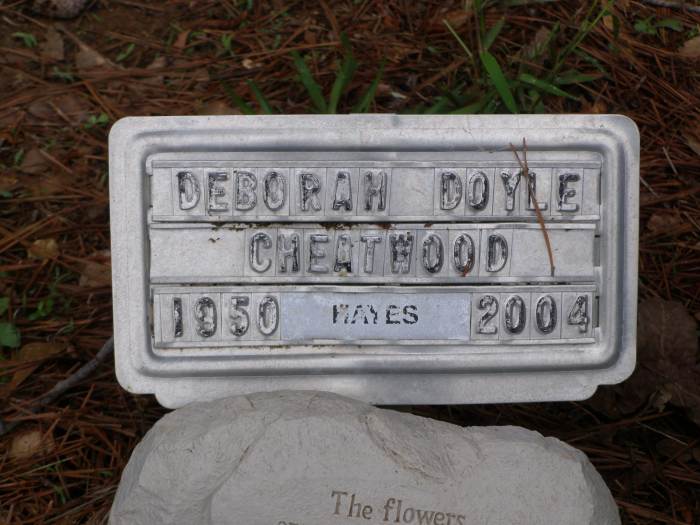 DEBORAH DOYLE
CHEATWOOD
1950 HAYES 2004
The flowers